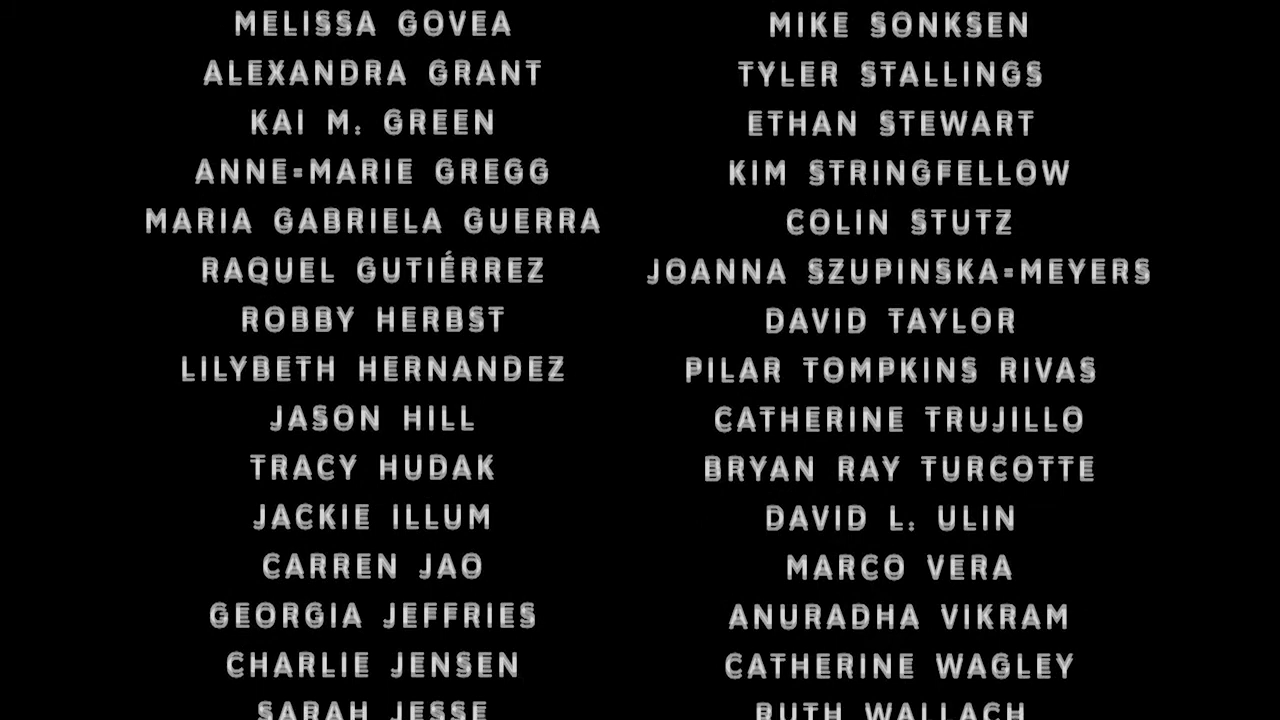 MELISSA GOVEA
ALEXANDRA GRANT
KAI M. GREEN
ANNE-MARIE GREGG
MARIA GABRIELA GUERRA
RAQUEL GUTIÉRREZ
ROBBY HERBST
LILYBETH HERNANDEZ
JASON HILL
TRACY HUDAK
JACKIE ILLUM
CARREN JAO
GEORGIA JEFFRIES
CHARLIE JENSEN
SARAH JESSE
MIKE SONKSEN
TYLER STALLINGS
ETHAN STEWART
KIM STRINGFELLOW
COLIN STUTZ
JOANNA SZUPINSKA-MEYERS
DAVID TAYLOR
PILAR TOMPKINS RIVAS
CATHERINE TRUJILLO
BRYAN RAY TURCOTTE
DAVID L. ULIN
MARCO VERA
ANURADHA VIKRAM
CATHERINE WAGLEY
RUTH WALLACH